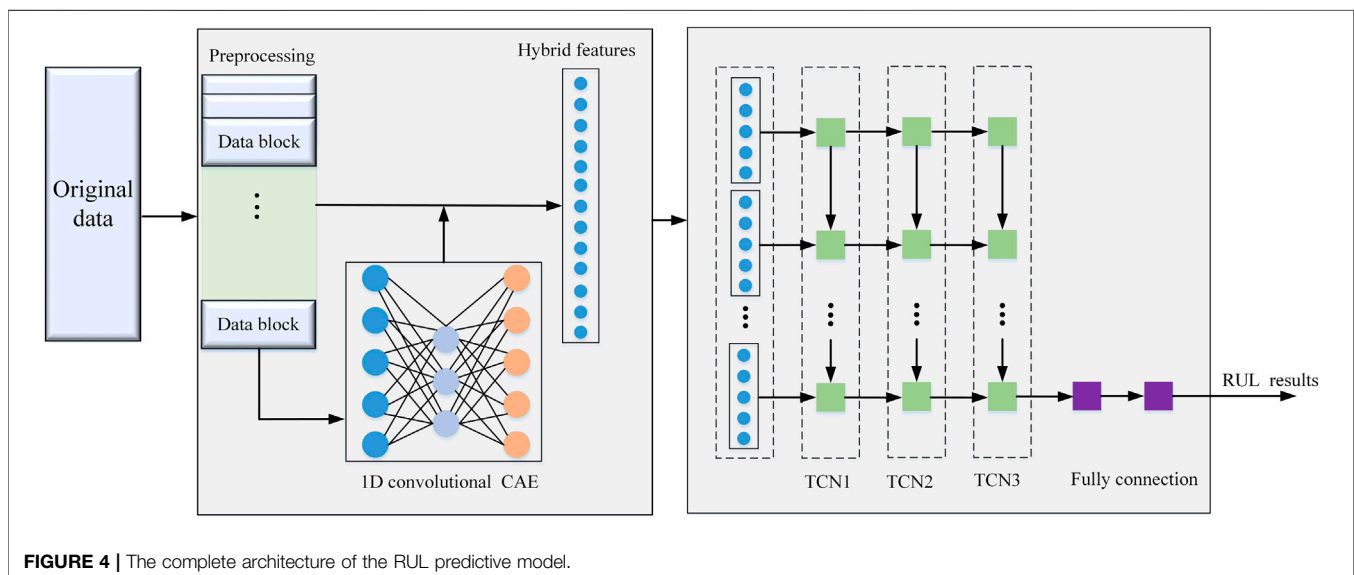 Original
data
Preprocessing
Data block
Data block
Hybrid features
1D convolutional CAE
TCN1
TCN2
TCN3
Fully connection
RUL results
FIGURE 4 | The complete architecture of the RUL predictive model.